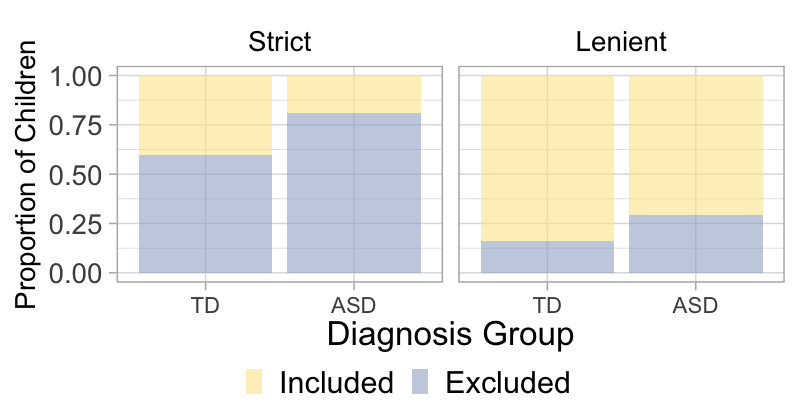 Strict Lenient
Proportion of Children
1.00
0.75
0.50
0.25
0.00
TD ASD TD ASD
Diagnosis Group
Included Excluded